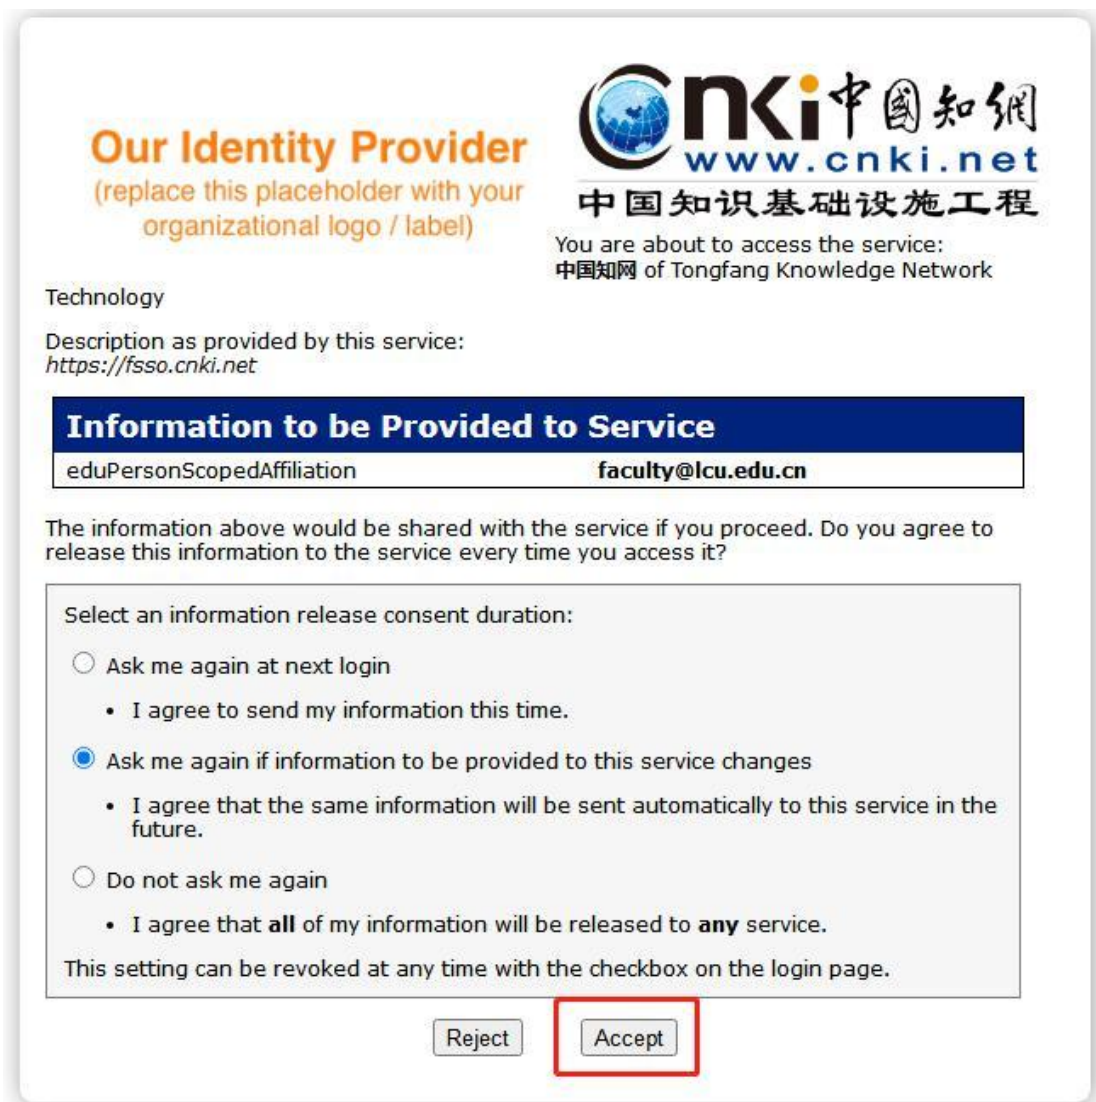 Our Identity Provider
(replace this placeholder with your
organizational logo / label)
Cnki中國知網
www.cnki.net
中国知识基础设施工程
You are about to access the service:
中国知网 of Tongfang Knowledge Network
Technology
Description as provided by this service:
https://fsso.cnki.net
Information to be Provided to Service
eduPersonScopedAffiliation faculty@lcu.edu.cn
The information above would be shared with the service if you proceed. Do you agree to
release this information to the service every time you access it?
Select an information release consent duration:
Ask me again at next login
• I agree to send my information this time.
Ask me again if information to be provided to this service changes
• I agree that the same information will be sent automatically to this service in the
future.
Do not ask me again
• I agree that all of my information will be released to any service.
This setting can be revoked at any time with the checkbox on the login page.
Reject Accept